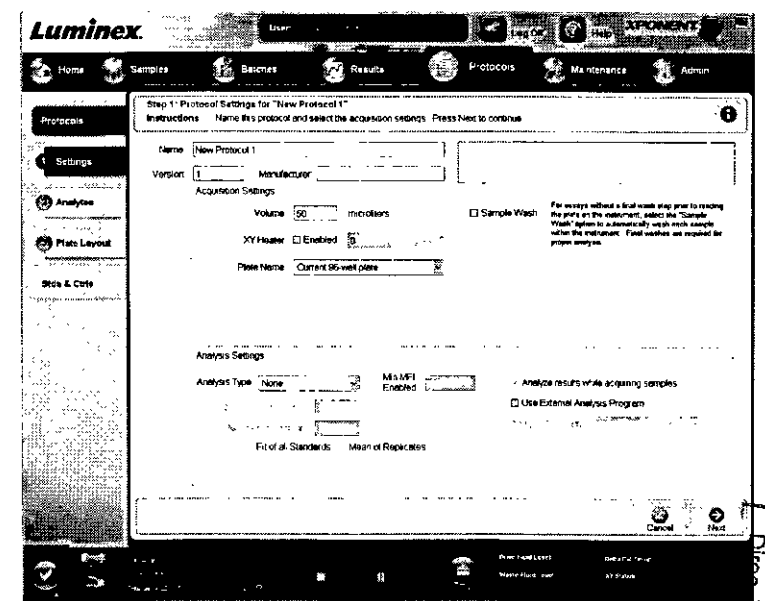 Luminex.
User
Log Off
Help
XPONENT
Home
Samples
Batches
Results
Protocols
Maintenance
Admin
Protocols
Settings
Analytes
Plate Layout
Stds & Ctrls
Step 1: Protocol Settings for "New Protocol 1"
Instructions Name this protocol and select the acquisition settings. Press Next to continue
Name New Protocol 1
Version 1 Manufacturer
Acquisition Settings
Volume 50 microliters
Sample Wash
For assays without a final wash step prior to reading
the plate on the instrument, select the "Sample
Wash" option to automatically wash each sample
within the instrument. Final washes are required for
proper analysis.
XY Heater Enabled
Plate Name Current 96-well plate
Analysis Settings
Analysis Type None
Min MFI
Enabled
Analyze results while acquiring samples
Use External Analysis Program
Fit of all Standards Mean of Replicates
Cancel
Next